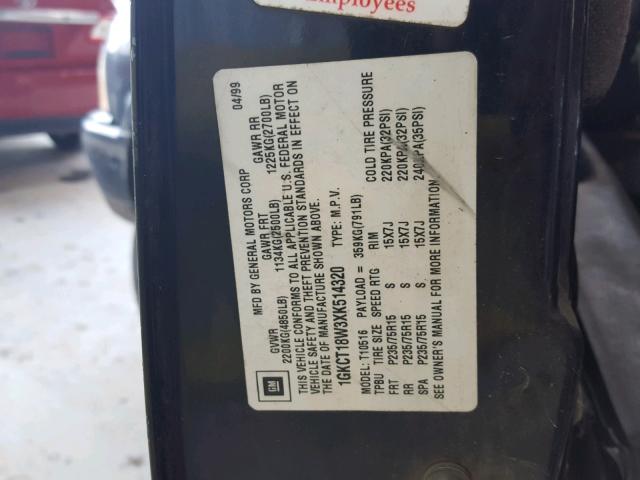 Employees
GM
MFD BY GENERAL MOTORS CORP 04/99
GVWR GAWR FRT GAWR RR
2200KG(4850LB) 1134KG(2500LB) 1225KG(2700LB)
THIS VEHICLE CONFORMS TO ALL APPLICABLE U.S. FEDERAL MOTOR
VEHICLE SAFETY AND THEFT PREVENTION STANDARDS IN EFFECT ON
THE DATE OF MANUFACTURE SHOWN ABOVE.
1GKCT18W3XK514320 TYPE: M.P.V.
MODEL: T10516 PAYLOAD = 359KG(791LB)
TPBU TIRE SIZE SPEED RTG RIM COLD TIRE PRESSURE
FRT P235/75R15 S 15X7J 220KPA(32PSI)
RR P235/75R15 S 15X7J 220KPA(32PSI)
SPA P235/75R15 S 15X7J 240KPA(35PSI)
SEE OWNER'S MANUAL FOR MORE INFORMATION.